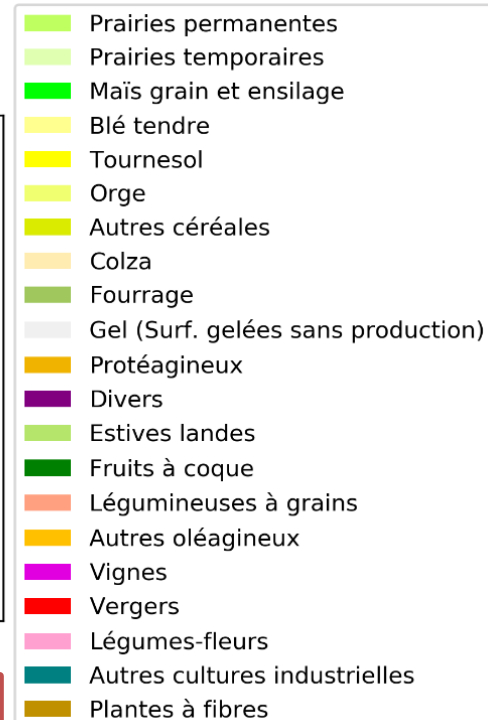 Prairies permanentes
Prairies temporaires
Maïs grain et ensilage
Blé tendre
Tournesol
Orge
Autres céréales
Colza
Fourrage
Gel (Surf. gelées sans production)
Protéagineux
Divers
Estives landes
Fruits à coque
Légumineuses à grains
Autres oléagineux
Vignes
Vergers
Légumes-fleurs
Autres cultures industrielles
Plantes à fibres